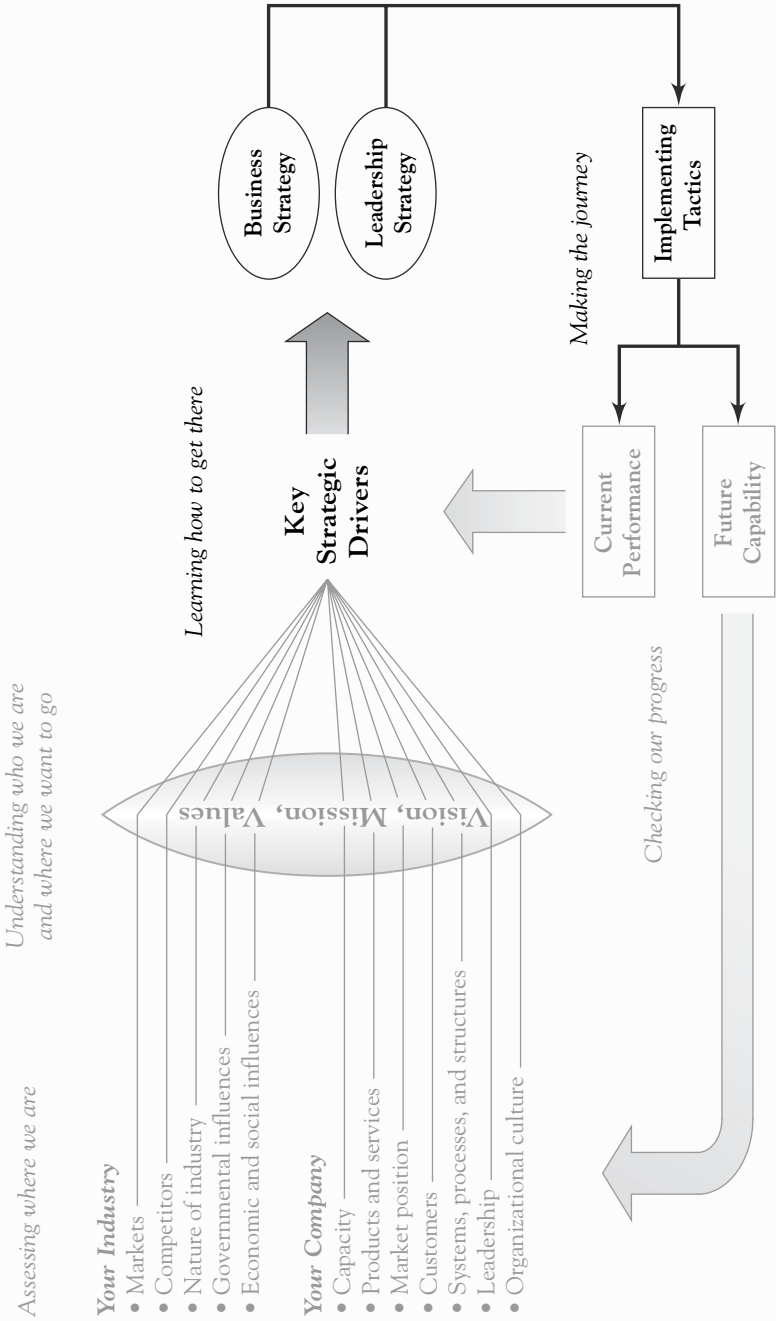 Assessing where we are
Understanding who we are
and where we want to go
Your Industry
• Markets
• Competitors
• Nature of industry
• Governmental influences
• Economic and social influences
Your Company
• Capacity
• Products and services
• Market position
• Customers
• Systems, processes, and structures
• Leadership
• Organizational culture
Vision, Mission, Values
Learning how to get there
Key
Strategic
Drivers
Business
Strategy
Leadership
Strategy
Making the journey
Implementing
Tactics
Current
Performance
Future
Capability
Checking our progress